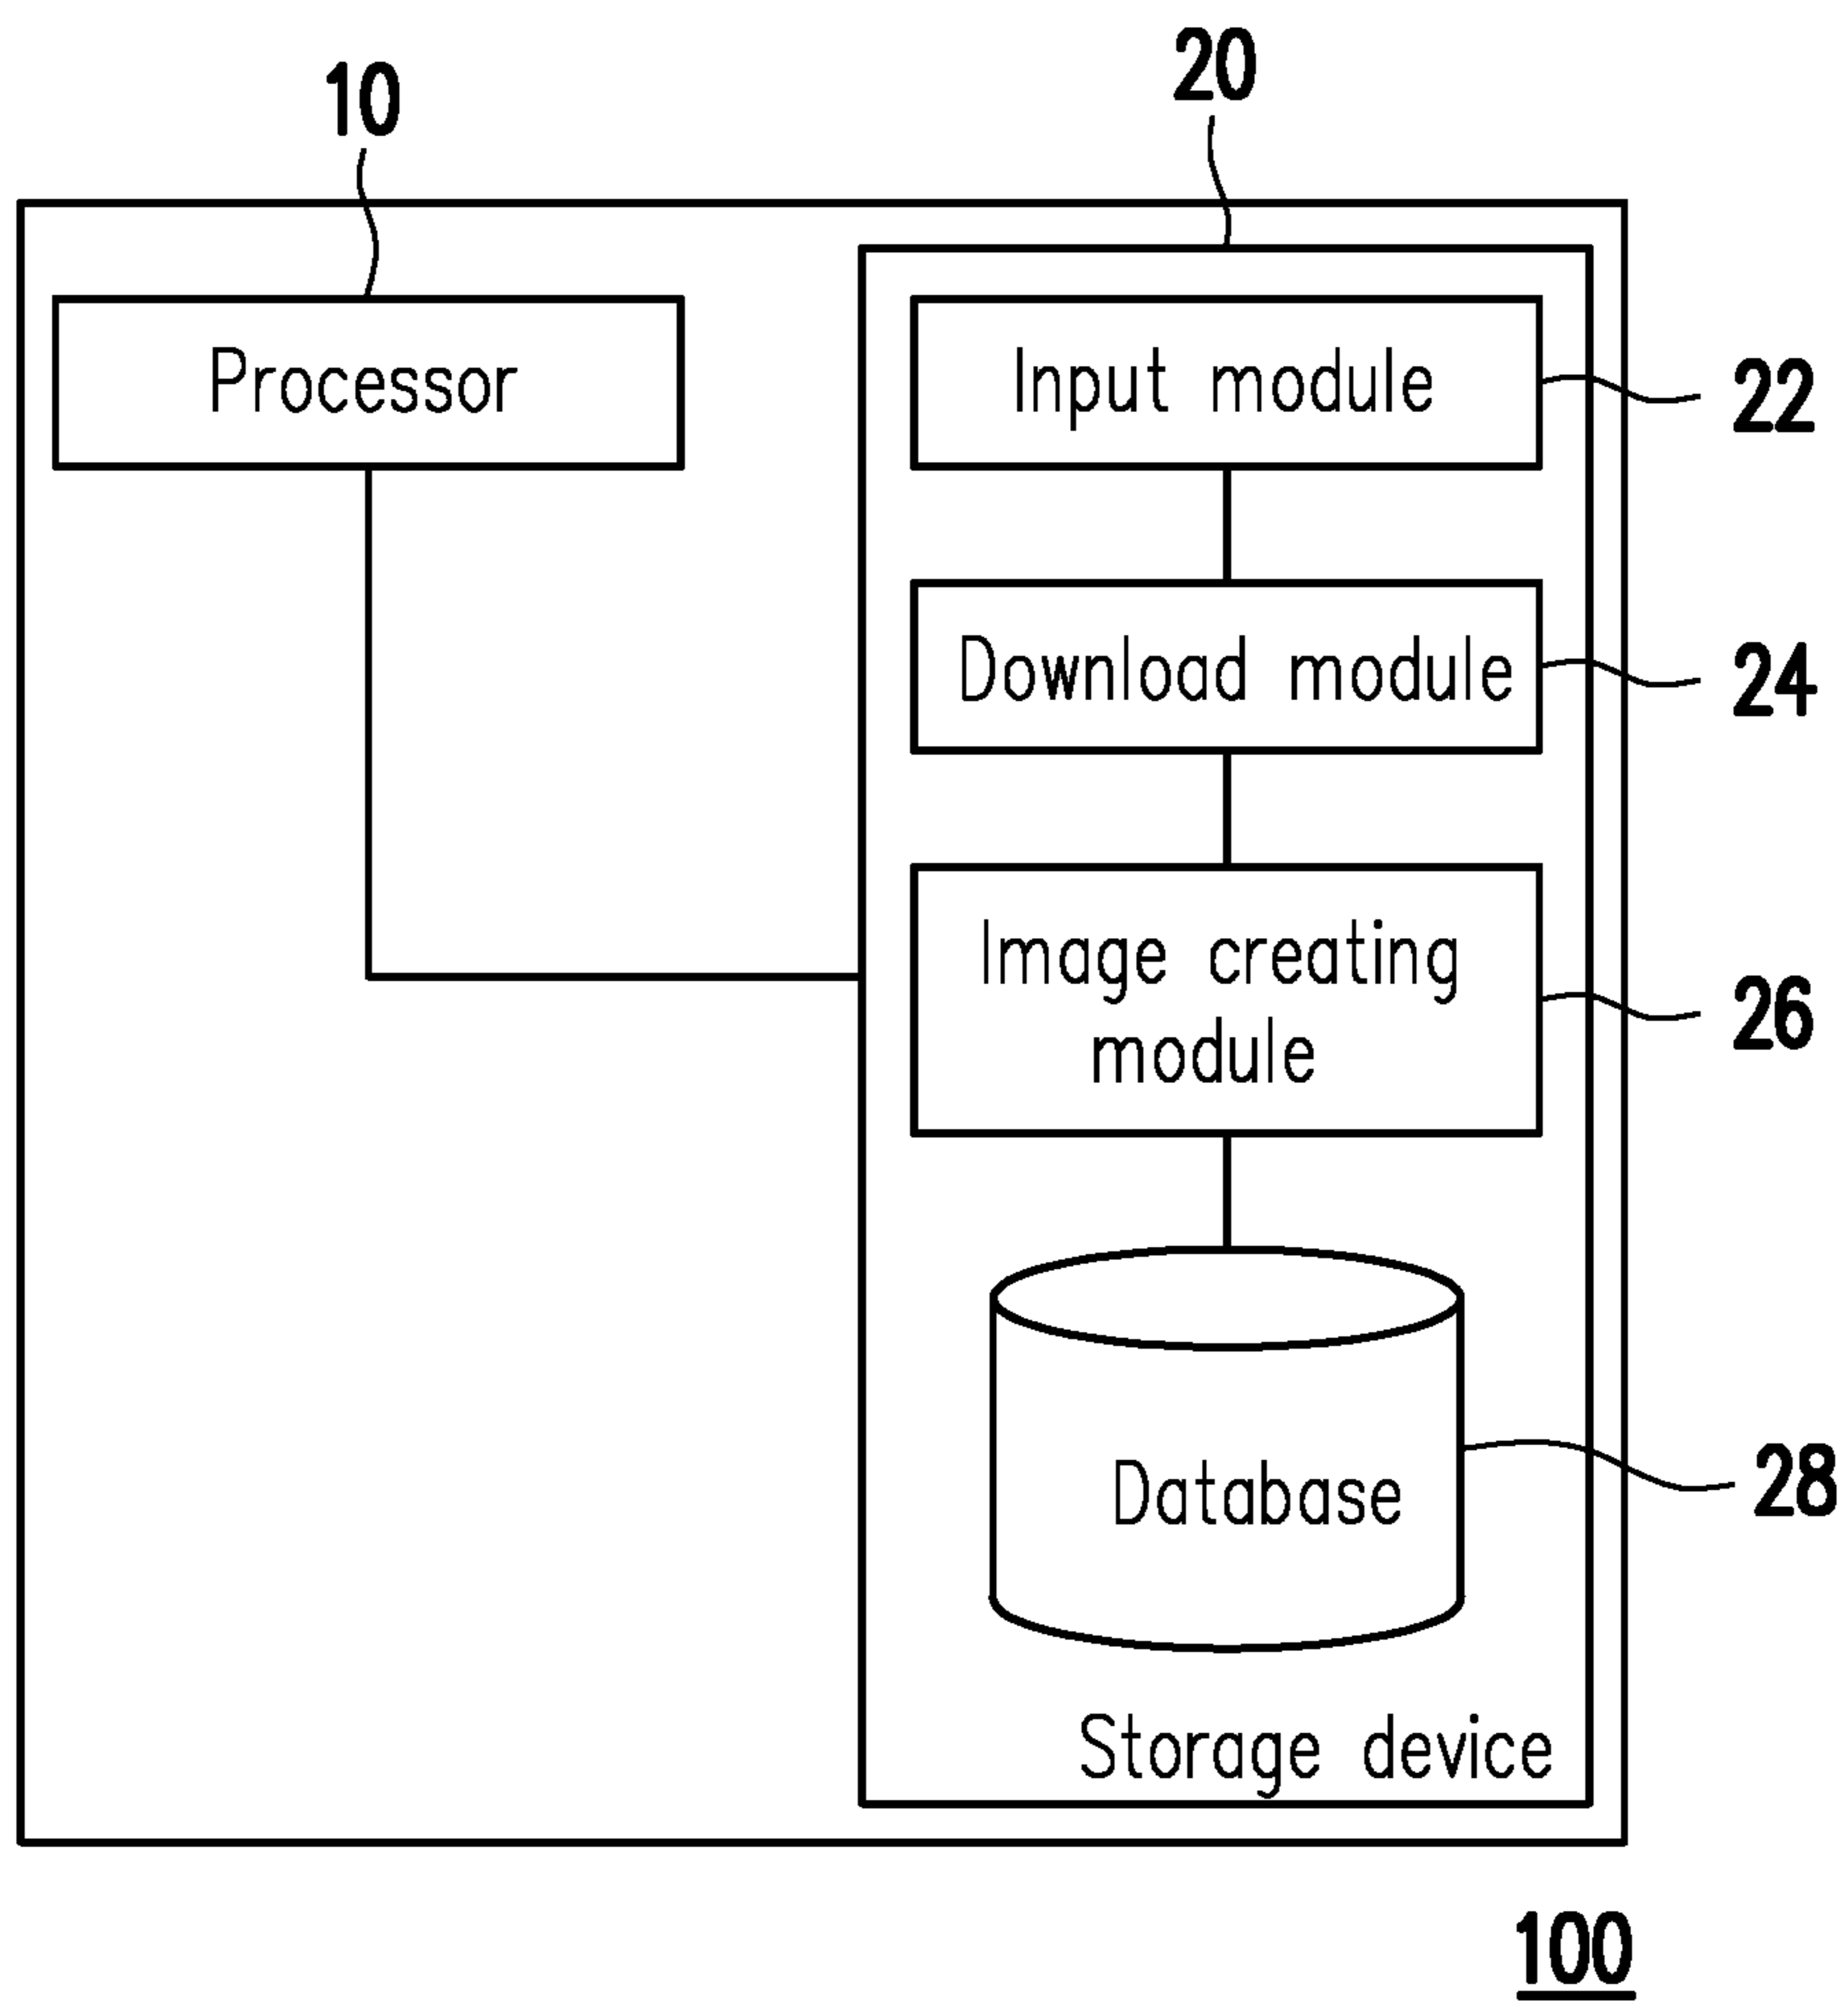 10
20
Processor
Input module
22
Download module
24
Image creating
module
26
Database
28
Storage device
100